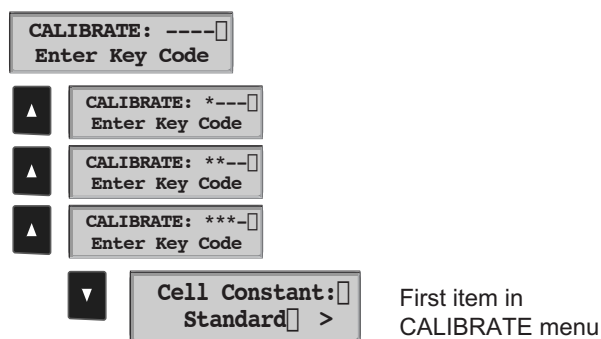 CALIBRATE: ----▯
Enter Key Code
CALIBRATE: *---▯
Enter Key Code
CALIBRATE: **--▯
Enter Key Code
CALIBRATE: ***-▯
Enter Key Code
Cell Constant:▯
Standard▯ >
First item in
CALIBRATE menu